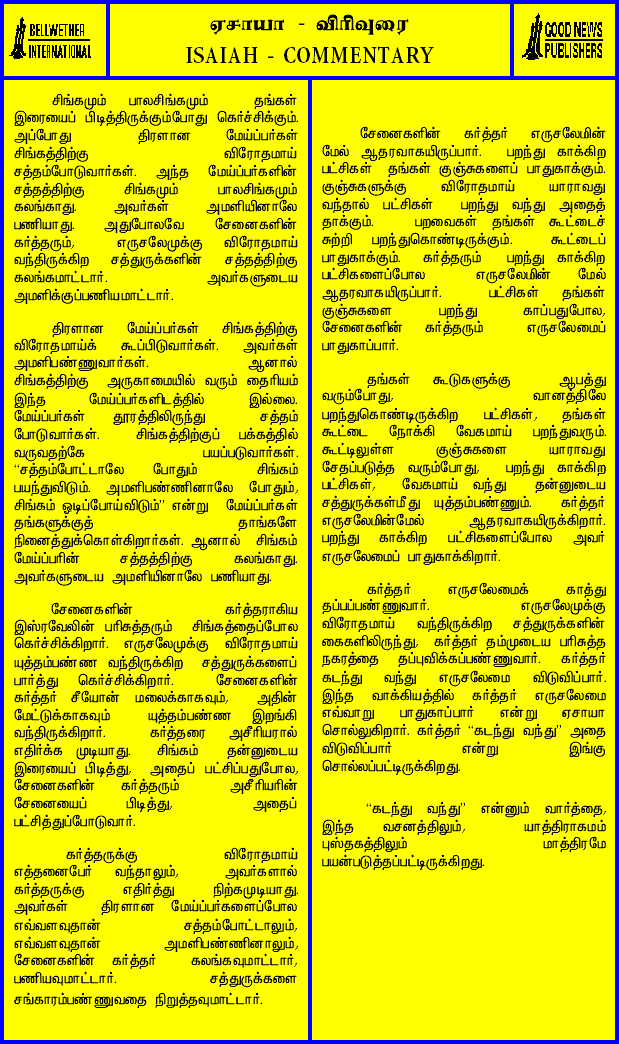 BELLWETHER
INTERNATIONAL
ஏசாயா - விரிவுரை
ISAIAH - COMMENTARY
GOOD NEWS
PUBLISHERS
சிங்கமும் பாலசிங்கமும் தங்கள்
இரையைப் பிடித்திருக்கும்போது கெர்ச்சிக்கும்.
அப்போது திரளான மேய்ப்பர்கள்
சிங்கத்திற்கு விரோதமாய்
சத்தம்போடுவார்கள். அந்த மேய்ப்பர்களின்
சத்தத்திற்கு சிங்கமும் பாலசிங்கமும்
கலங்காது. அவர்கள் அமளியினாலே
பணியாது. அதுபோலவே சேனைகளின்
கர்த்தரும், எருசலேமுக்கு விரோதமாய்
வந்திருக்கிற சத்துருக்களின் சத்தத்திற்கு
கலங்கமாட்டார். அவர்களுடைய
அமளிக்குப்பணியமாட்டார்.
திரளான மேய்ப்பர்கள் சிங்கத்திற்கு
விரோதமாய்க் கூப்பிடுவார்கள். அவர்கள்
அமளிபண்ணுவார்கள். ஆனால்
சிங்கத்திற்கு அருகாமையில் வரும் தைரியம்
இந்த மேய்ப்பர்களிடத்தில் இல்லை.
மேய்ப்பர்கள் தூரத்திலிருந்து சத்தம்
போடுவார்கள். சிங்கத்திற்குப் பக்கத்தில்
வருவதற்கே பயப்படுவார்கள்.
“சத்தம்போட்டாலே போதும் சிங்கம்
பயந்துவிடும். அமளிபண்ணினாலே போதும்,
சிங்கம் ஓடிப்போய்விடும்” என்று மேய்ப்பர்கள்
தங்களுக்குத் தாங்களே
நினைத்துக்கொள்கிறார்கள். ஆனால் சிங்கம்
மேய்ப்பரின் சத்தத்திற்கு கலங்காது.
அவர்களுடைய அமளியினாலே பணியாது.
சேனைகளின் கர்த்தராகிய
இஸ்ரவேலின் பரிசுத்தரும் சிங்கத்தைப்போல
கெர்ச்சிக்கிறார். எருசலேமுக்கு விரோதமாய்
யுத்தம்பண்ண வந்திருக்கிற சத்துருக்களைப்
பார்த்து கெர்ச்சிக்கிறார். சேனைகளின்
கர்த்தர் சீயோன் மலைக்காகவும், அதின்
மேட்டுக்காகவும் யுத்தம்பண்ண இறங்கி
வந்திருக்கிறார். கர்த்தரை அசீரியரால்
எதிர்க்க முடியாது. சிங்கம் தன்னுடைய
இரையைப் பிடித்து, அதைப் பட்சிப்பதுபோல,
சேனைகளின் கர்த்தரும் அசீரியரின்
சேனையைப் பிடித்து, அதைப்
பட்சித்துப்போடுவார்.
கர்த்தருக்கு விரோதமாய்
எத்தனைபேர் வந்தாலும், அவர்களால்
கர்த்தருக்கு எதிர்த்து நிற்கமுடியாது.
அவர்கள் திரளான மேய்ப்பர்களைப்போல
எவ்வளவுதான் சத்தம்போட்டாலும்,
எவ்வளவுதான் அமளிபண்ணினாலும்,
சேனைகளின் கர்த்தர் கலங்கவுமாட்டார்,
பணியவுமாட்டார். சத்துருக்களை
சங்காரம்பண்ணுவதை நிறுத்தவுமாட்டார்.
சேனைகளின் கர்த்தர் எருசலேமின்
மேல் ஆதரவாகயிருப்பார். பறந்து காக்கிற
பட்சிகள் தங்கள் குஞ்சுகளைப் பாதுகாக்கும்.
குஞ்சுகளுக்கு விரோதமாய் யாராவது
வந்தால் பட்சிகள் பறந்து வந்து அதைத்
தாக்கும். பறவைகள் தங்கள் கூட்டைச்
சுற்றி பறந்துகொண்டிருக்கும். கூட்டைப்
பாதுகாக்கும். கர்த்தரும் பறந்து காக்கிற
பட்சிகளைப்போல எருசலேமின் மேல்
ஆதரவாகயிருப்பார். பட்சிகள் தங்கள்
குஞ்சுகளை பறந்து காப்பதுபோல,
சேனைகளின் கர்த்தரும் எருசலேமைப்
பாதுகாப்பார்.
தங்கள் கூடுகளுக்கு ஆபத்து
வரும்போது, வானத்திலே
பறந்துகொண்டிருக்கிற பட்சிகள், தங்கள்
கூட்டை நோக்கி வேகமாய் பறந்துவரும்.
கூட்டிலுள்ள குஞ்சுகளை யாராவது
சேதப்படுத்த வரும்போது, பறந்து காக்கிற
பட்சிகள், வேகமாய் வந்து தன்னுடைய
சத்துருக்கள்மீது யுத்தம்பண்ணும். கர்த்தர்
எருசலேமின்மேல் ஆதரவாகயிருக்கிறார்.
பறந்து காக்கிற பட்சிகளைப்போல அவர்
எருசலேமைப் பாதுகாக்கிறார்.
கர்த்தர் எருசலேமைக் காத்து
தப்பப்பண்ணுவார். எருசலேமுக்கு
விரோதமாய் வந்திருக்கிற சத்துருக்களின்
கைகளிலிருந்து, கர்த்தர் தம்முடைய பரிசுத்த
நகரத்தை தப்புவிக்கப்பண்ணுவார். கர்த்தர்
கடந்து வந்து எருசலேமை விடுவிப்பார்.
இந்த வாக்கியத்தில் கர்த்தர் எருசலேமை
எவ்வாறு பாதுகாப்பார் என்று ஏசாயா
சொல்லுகிறார். கர்த்தர் “கடந்து வந்து” அதை
விடுவிப்பார் என்று இங்கு
சொல்லப்பட்டிருக்கிறது.
“கடந்து வந்து” என்னும் வார்த்தை,
இந்த வசனத்திலும், யாத்திராகமம்
புஸ்தகத்திலும் மாத்திரமே
பயன்படுத்தப்பட்டிருக்கிறது.